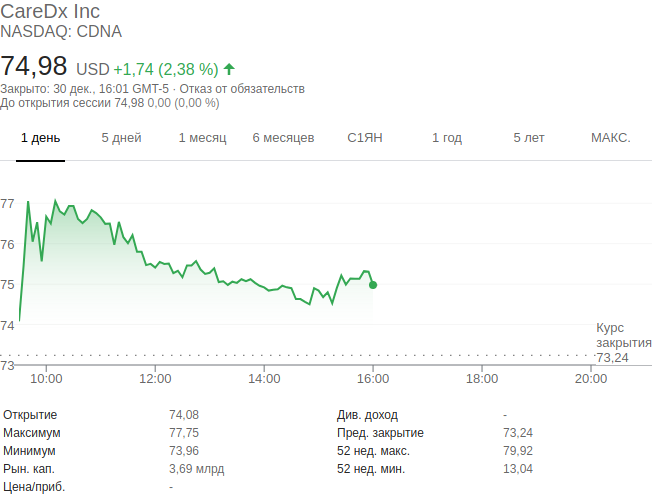 CareDx Inc
NASDAQ: CDNA
74,98 USD +1,74 (2,38 %)
Закрыто: 30 дек., 16:01 GMT-5 · Отказ от обязательств
До открытия сессии 74,98 0,00 (0,00 %)
1 день 5 дней 1 месяц 6 месяцев С1ЯН 1 год 5 лет МАКС.
77
76
75
74
Курс
закрытия
73,24
73
10:00 12:00 14:00 16:00 18:00 20:00
Открытие 74,08 Див. доход -
Максимум 77,75 Пред. закрытие 73,24
Минимум 73,96 52 нед. макс. 79,92
Рын. кап. 3,69 млрд 52 нед. мин. 13,04
Цена/приб. -